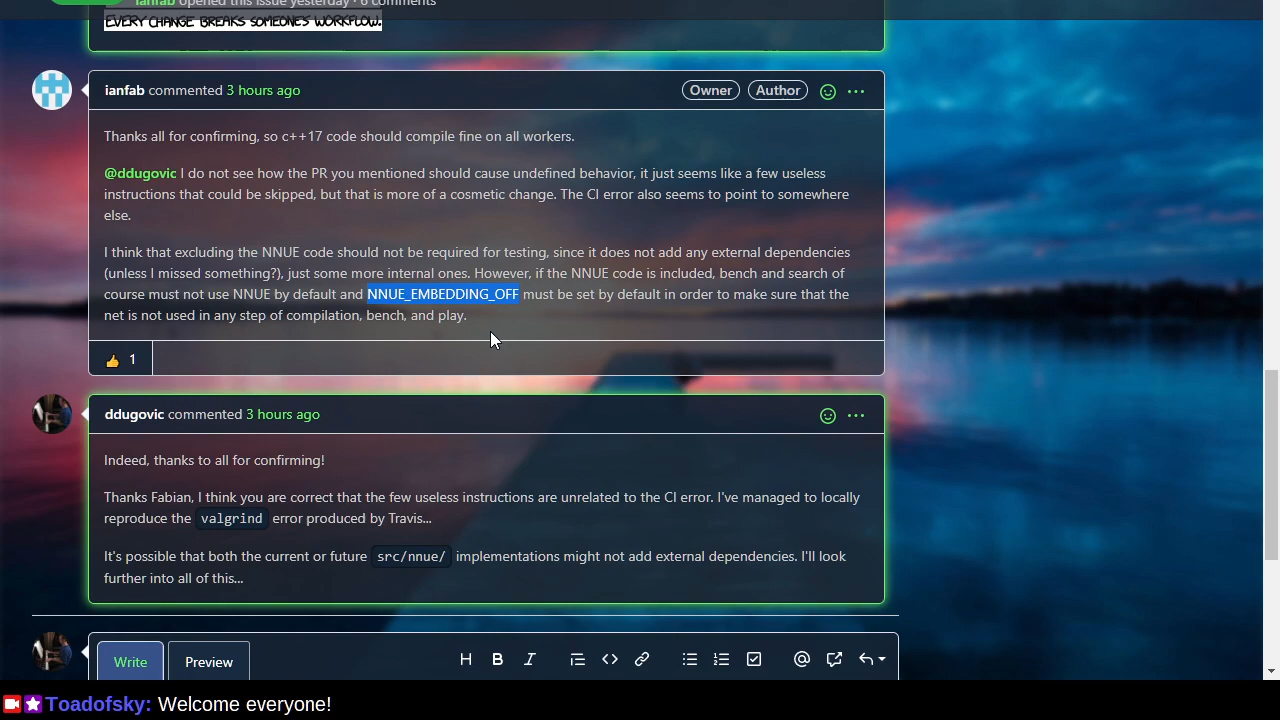 ianfab opened this issue yesterday · 6 comments
EVERY CHANGE BREAKS SOMEONE'S WORKFLOW.
ianfab commented 3 hours ago
Owner
Author
Thanks all for confirming, so c++17 code should compile fine on all workers.
@ddugovic I do not see how the PR you mentioned should cause undefined behavior, it just seems like a few useless
instructions that could be skipped, but that is more of a cosmetic change. The CI error also seems to point to somewhere
else.
I think that excluding the NNUE code should not be required for testing, since it does not add any external dependencies
(unless I missed something?), just some more internal ones. However, if the NNUE code is included, bench and search of
course must not use NNUE by default and NNUE_EMBEDDING_OFF must be set by default in order to make sure that the
net is not used in any step of compilation, bench, and play.
1
ddugovic commented 3 hours ago
Indeed, thanks to all for confirming!
Thanks Fabian, I think you are correct that the few useless instructions are unrelated to the CI error. I've managed to locally
reproduce the valgrind error produced by Travis...
It's possible that both the current or future src/nnue/ implementations might not add external dependencies. I'll look
further into all of this...
Write
Preview
Toadofsky: Welcome everyone!